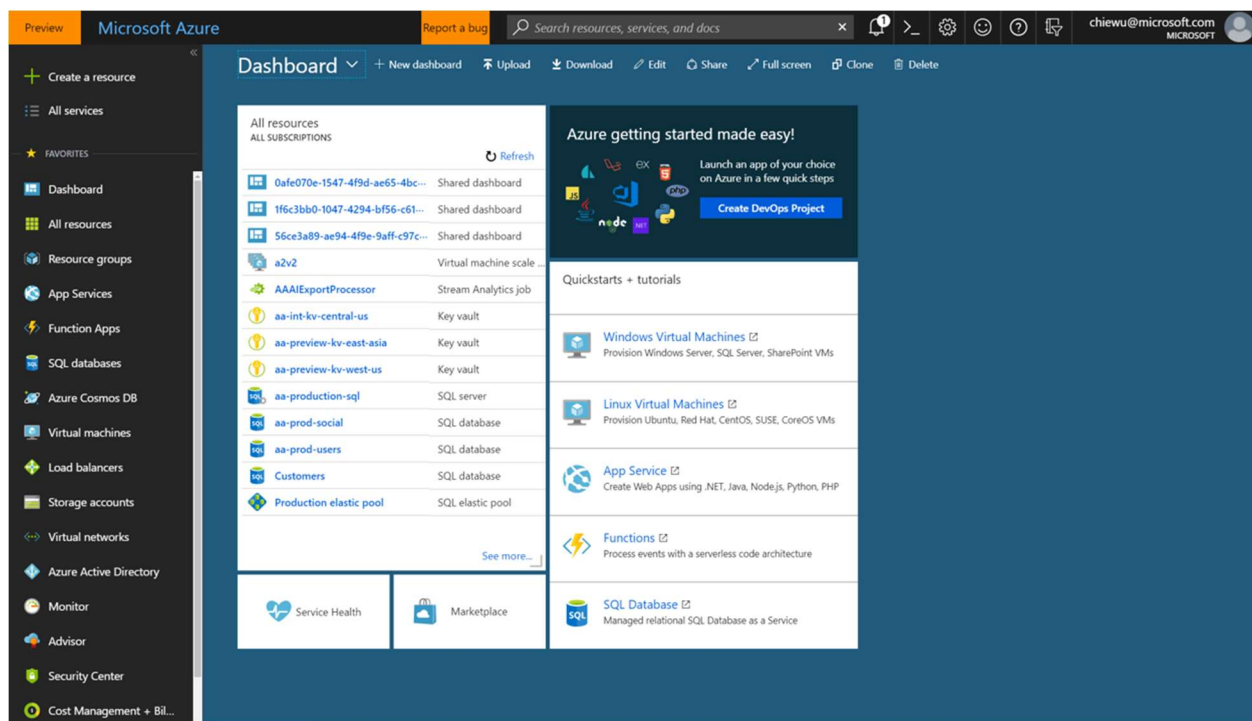 Preview
Microsoft Azure
Report a bug
Search resources, services, and docs
1
chiewu@microsoft.com
MICROSOFT
Create a resource
All services
FAVORITES
Dashboard
All resources
Resource groups
App Services
Function Apps
SQL databases
Azure Cosmos DB
Virtual machines
Load balancers
Storage accounts
Virtual networks
Azure Active Directory
Monitor
Advisor
Security Center
Cost Management + Bil...
Dashboard
+ New dashboard Upload Download Edit Share Full screen Clone Delete
All resources
ALL SUBSCRIPTIONS
Refresh
0afe070e-1547-4f9d-ae65-4bc... Shared dashboard
1f6c3bb0-1047-4294-bf56-c61... Shared dashboard
56ce3a89-ae94-4f9e-9aff-c97c... Shared dashboard
a2v2 Virtual machine scale ...
AAAIExportProcessor Stream Analytics job
aa-int-kv-central-us Key vault
aa-preview-kv-east-asia Key vault
aa-preview-kv-west-us Key vault
aa-production-sql SQL server
aa-prod-social SQL database
aa-prod-users SQL database
Customers SQL database
Production elastic pool SQL elastic pool
See more...
Service Health
Marketplace
Azure getting started made easy!
EX
JS
php
node
.NET
Launch an app of your choice
on Azure in a few quick steps
Create DevOps Project
Quickstarts + tutorials
Windows Virtual Machines
Provision Windows Server, SQL Server, SharePoint VMs
Linux Virtual Machines
Provision Ubuntu, Red Hat, CentOS, SUSE, CoreOS VMs
App Service
Create Web Apps using .NET, Java, Node.js, Python, PHP
Functions
Process events with a serverless code architecture
SQL
SQL Database
Managed relational SQL Database as a Service